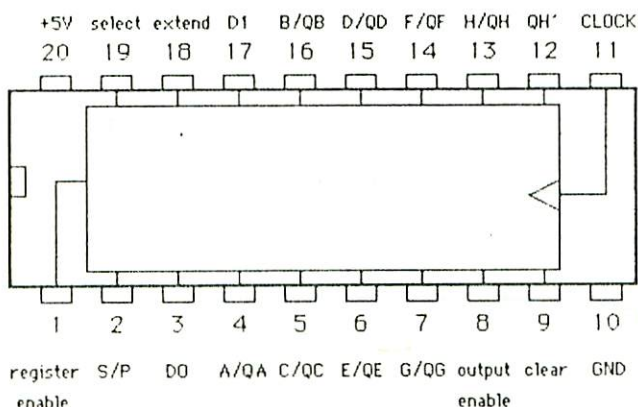 +5V select extend D1 B/QB D/QD F/QF H/QH QH' CLOCK
20 19 18 17 16 15 14 13 12 11
1 2 3 4 5 6 7 8 9 10
register S/P D0 A/QA C/QC E/QE G/QG output clear GND
enable enable